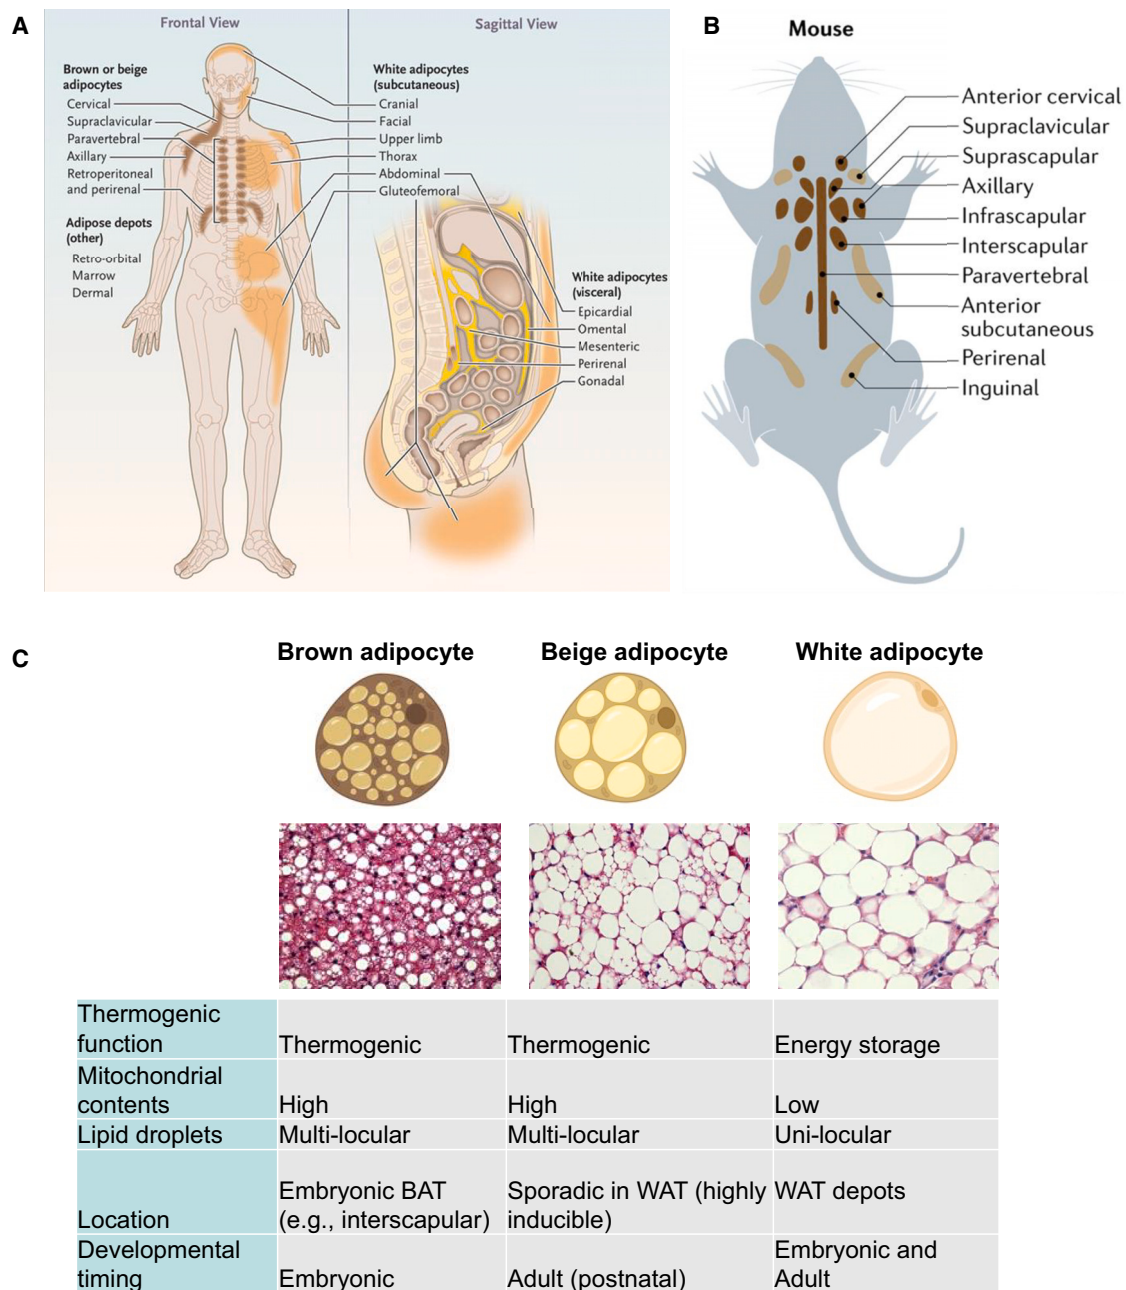 A
Frontal View
Sagittal View
Brown or beige
adipocytes
Cervical
Supraclavicular
Paravertebral
Axillary
Retroperitoneal
and perirenal
Adipose depots
(other)
Retro-orbital
Marrow
Dermal
White adipocytes
(subcutaneous)
Cranial
Facial
Upper limb
Thorax
Abdominal
Gluteofemoral
White adipocytes
(visceral)
Epicardial
Omental
Mesenteric
Perirenal
Gonadal
B
Mouse
Anterior cervical
Supraclavicular
Suprascapular
Axillary
Infrascapular
Interscapular
Paravertebral
Anterior
subcutaneous
Perirenal
Inguinal
C
Brown adipocyte
Beige adipocyte
White adipocyte
Thermogenic
function
Thermogenic
Thermogenic
Energy storage
Mitochondrial
contents
High
High
Low
Lipid droplets
Multi-locular
Multi-locular
Uni-locular
Location
Embryonic BAT
(e.g., interscapular)
Sporadic in WAT (highly
inducible)
WAT depots
Developmental
timing
Embryonic
Adult (postnatal)
Embryonic and
Adult